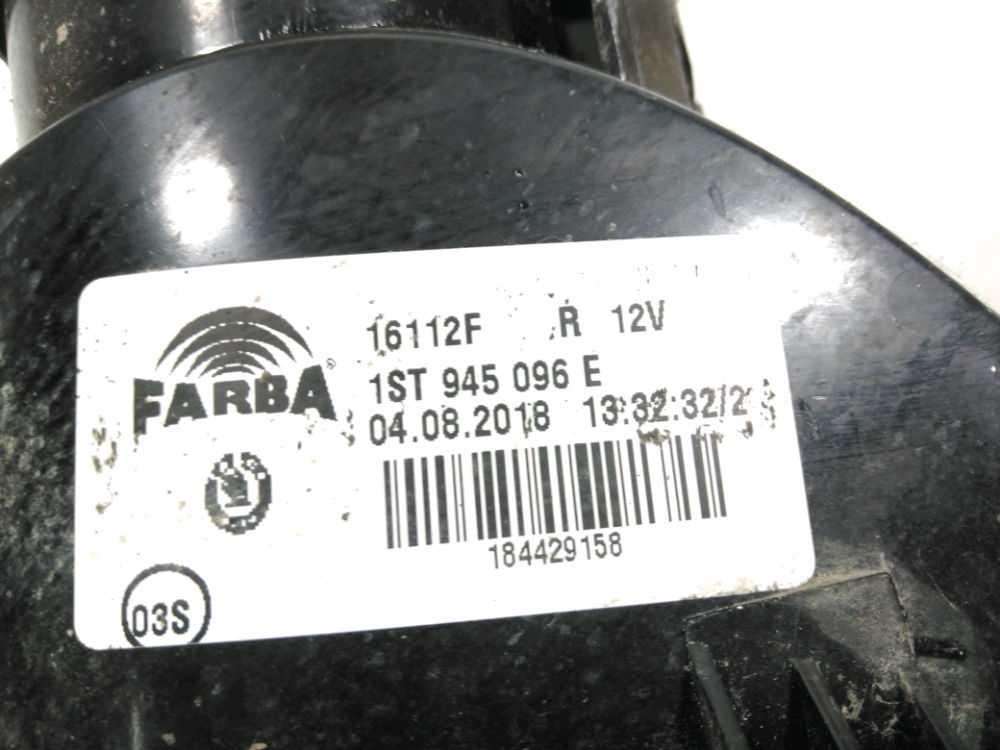 FARBA®
16112F R 12V
1ST 945 096 E
04.08.2018
184429158
03S